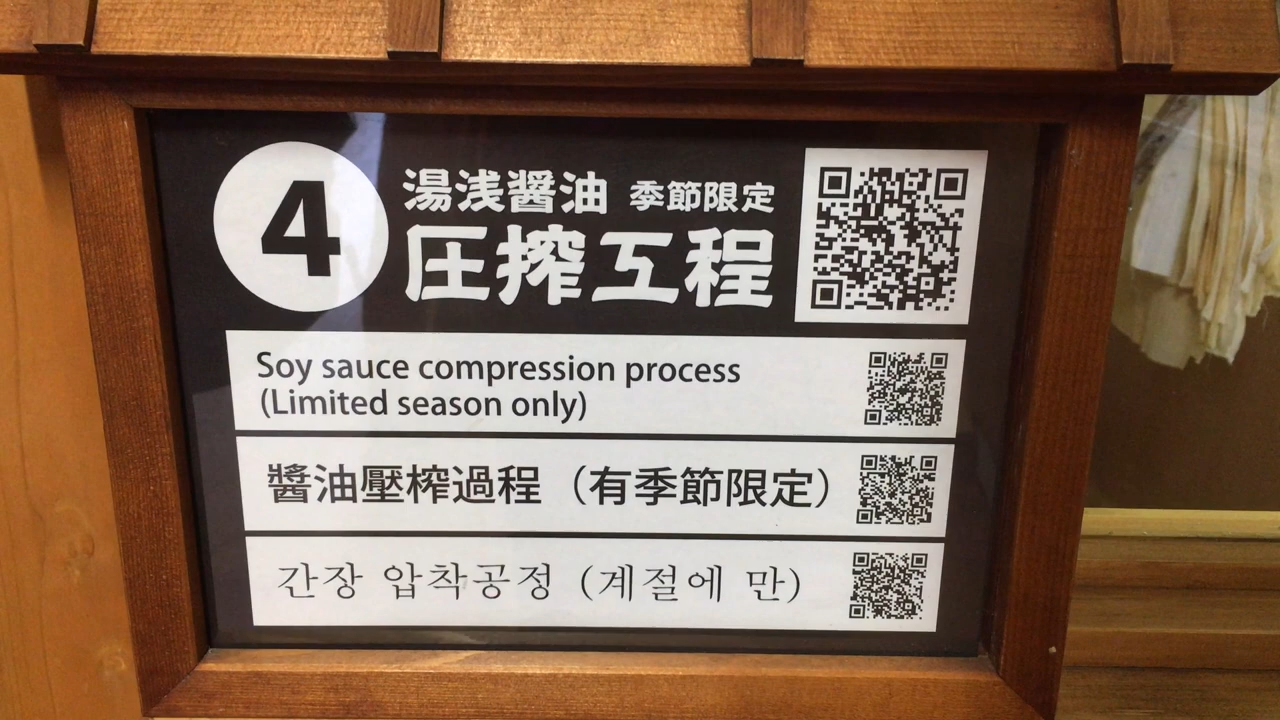 4
湯浅醤油 季節限定
圧搾工程
Soy sauce compression process
(Limited season only)
醬油壓榨過程（有季節限定）
간장 압착공정 (계절에 만)